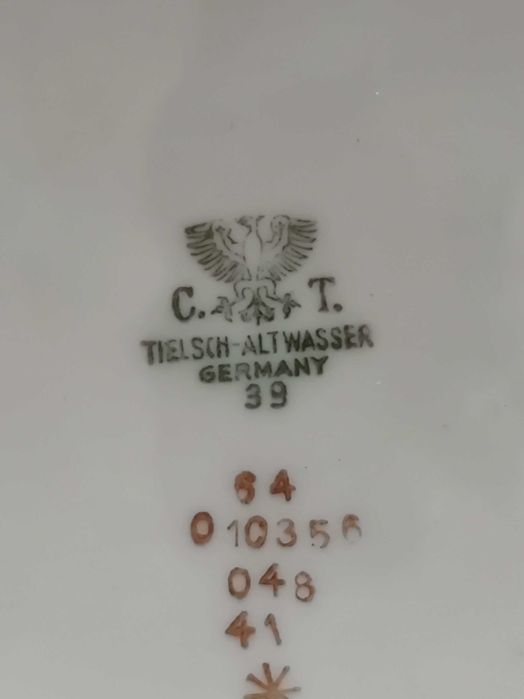 C. T.
TIELSCH-ALTWASSER
GERMANY
39
64
010356
048
41